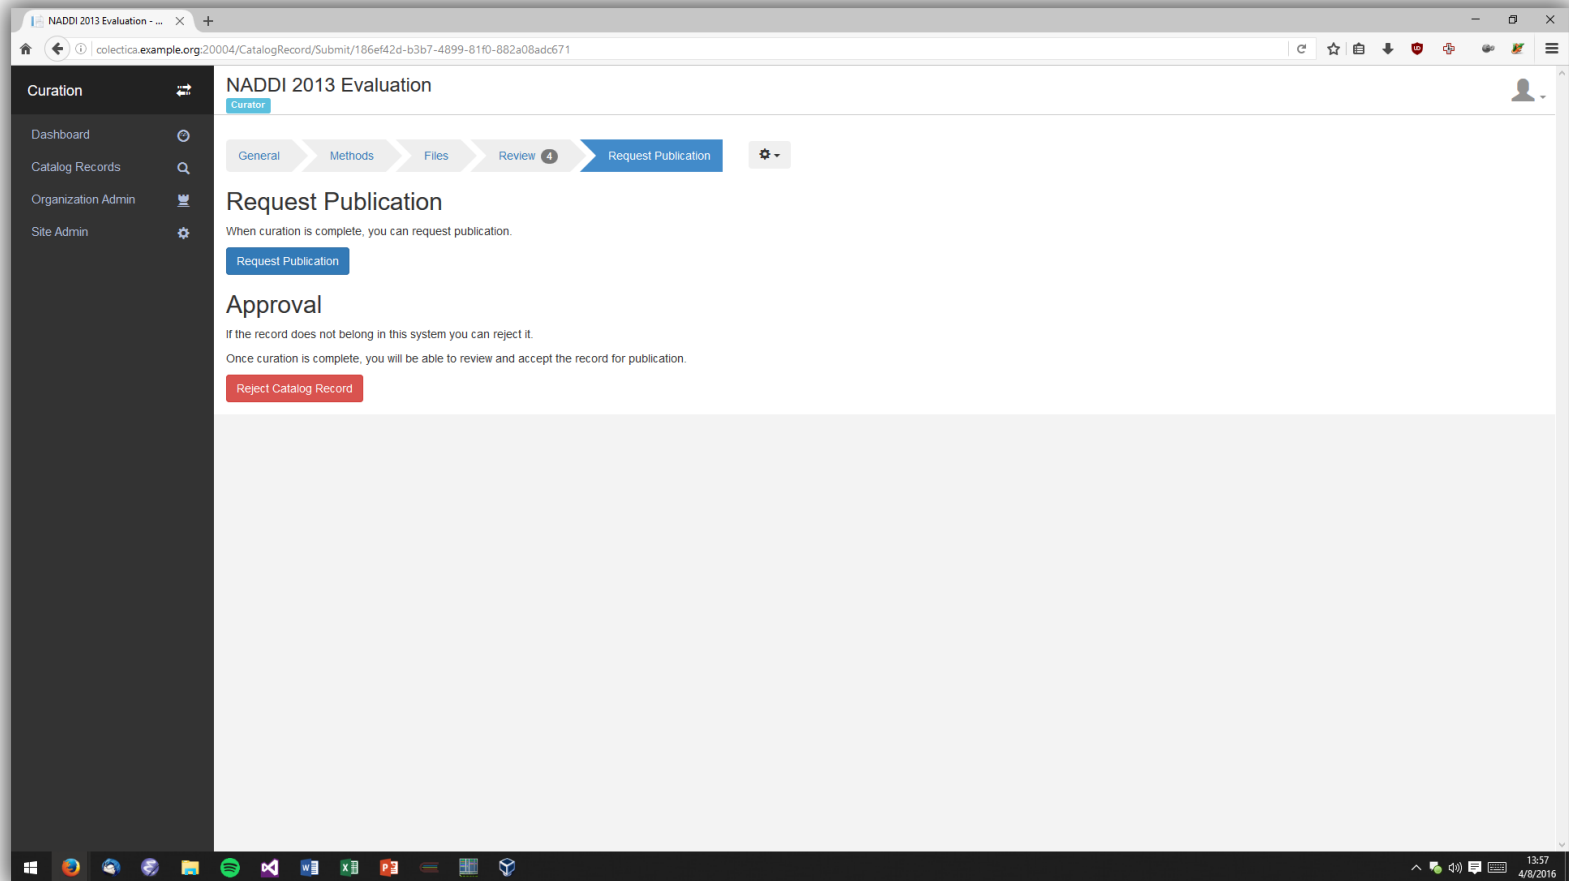 NADDI 2013 Evaluation - ...
colectica.example.org:20004/CatalogRecord/Submit/186ef42d-b3b7-4899-81f0-882a08adc671
Curation
NADDI 2013 Evaluation
Curator
Dashboard
Catalog Records
Organization Admin
Site Admin
General
Methods
Files
Review 4
Request Publication
Request Publication
When curation is complete, you can request publication.
Request Publication
Approval
If the record does not belong in this system you can reject it.
Once curation is complete, you will be able to review and accept the record for publication.
Reject Catalog Record
13:57
4/8/2016